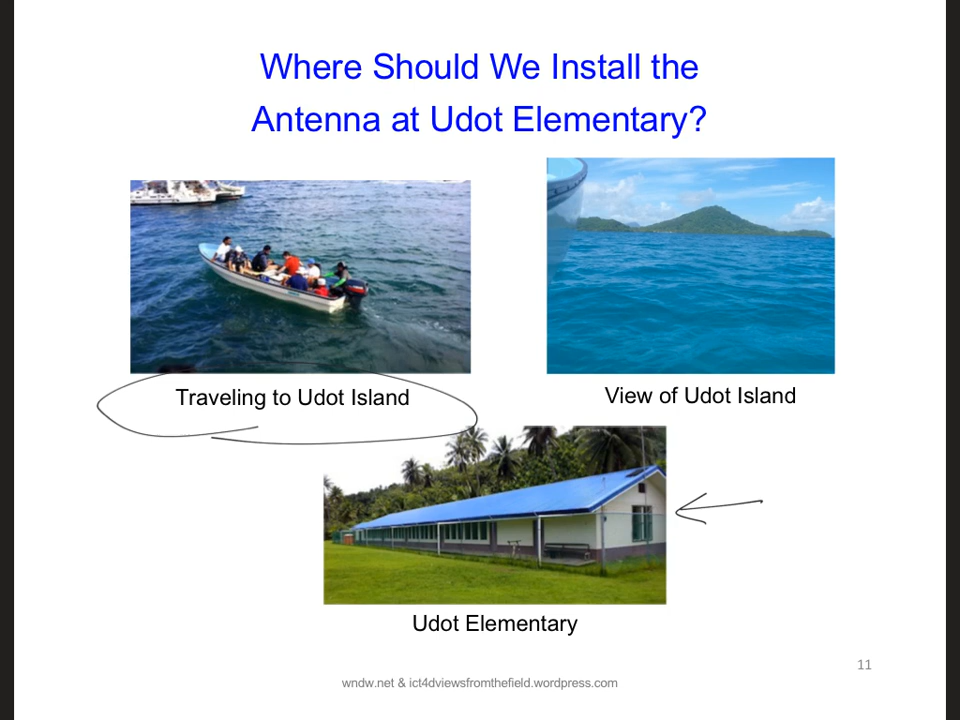 Where Should We Install the
Antenna at Udot Elementary?
Traveling to Udot Island
View of Udot Island
Udot Elementary
11
wndw.net & ict4dviewsfromthefield.wordpress.com